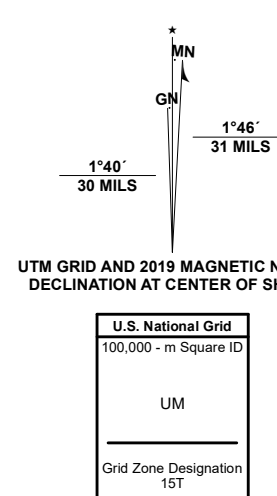 ★
MN
GN
1°46´
31 MILS
1°40´
30 MILS
UTM GRID AND 2019 MAGNETIC
DECLINATION AT CENTER OF
U.S. National Grid
100,000 - m Square ID
UM
Grid Zone Designation
15T